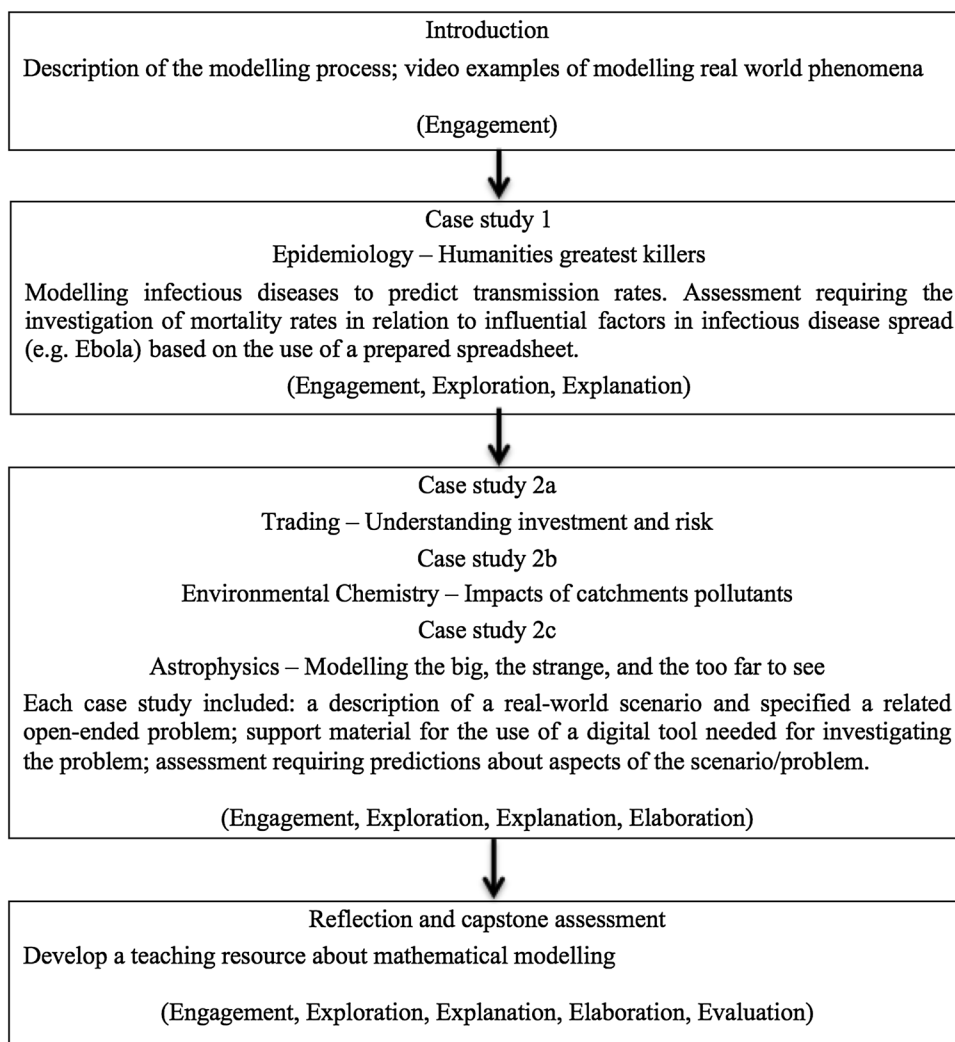 Introduction
Description of the modelling process; video examples of modelling real world phenomena
(Engagement)
Case study 1
Epidemiology – Humanities greatest killers
Modelling infectious diseases to predict transmission rates. Assessment requiring the
investigation of mortality rates in relation to influential factors in infectious disease spread
(e.g. Ebola) based on the use of a prepared spreadsheet.
(Engagement, Exploration, Explanation)
Case study 2a
Trading – Understanding investment and risk
Case study 2b
Environmental Chemistry – Impacts of catchments pollutants
Case study 2c
Astrophysics – Modelling the big, the strange, and the too far to see
Each case study included: a description of a real-world scenario and specified a related
open-ended problem; support material for the use of a digital tool needed for investigating
the problem; assessment requiring predictions about aspects of the scenario/problem.
(Engagement, Exploration, Explanation, Elaboration)
Reflection and capstone assessment
Develop a teaching resource about mathematical modelling
(Engagement, Exploration, Explanation, Elaboration, Evaluation)